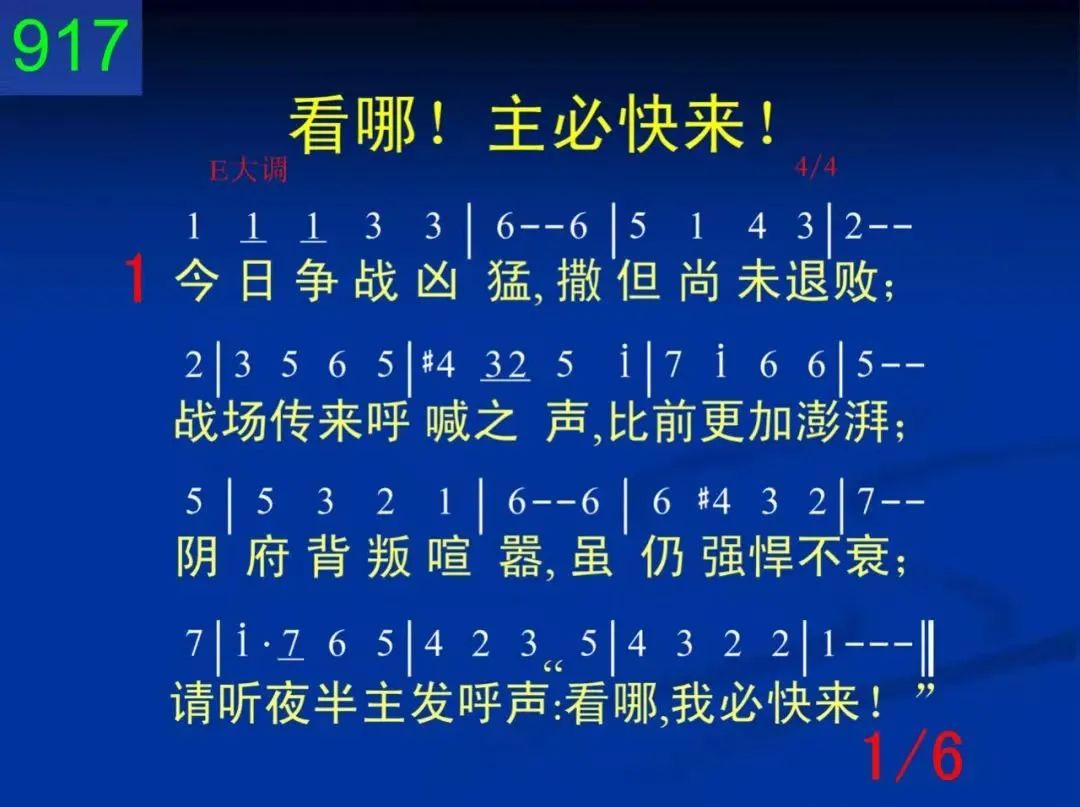 917
看哪！主必快来！
E大调 4/4
1 1 1 3 3 | 6--6 | 5 1 4 3 | 2--
1 今日争战凶猛,撒但尚未退败；
2 | 3 5 6 5 | #4 32 5 i | 7 i 6 6 | 5--
战场传来呼喊之声,比前更加澎湃；
5 | 5 3 2 1 | 6--6 | 6 #4 3 2 | 7--
阴府背叛喧嚣,虽仍强悍不衰；
7 | i·7 6 5 | 4 2 3 5 | 4 3 2 2 | 1---‖
请听夜半主发呼声:“看哪,我必快来！”
1/6